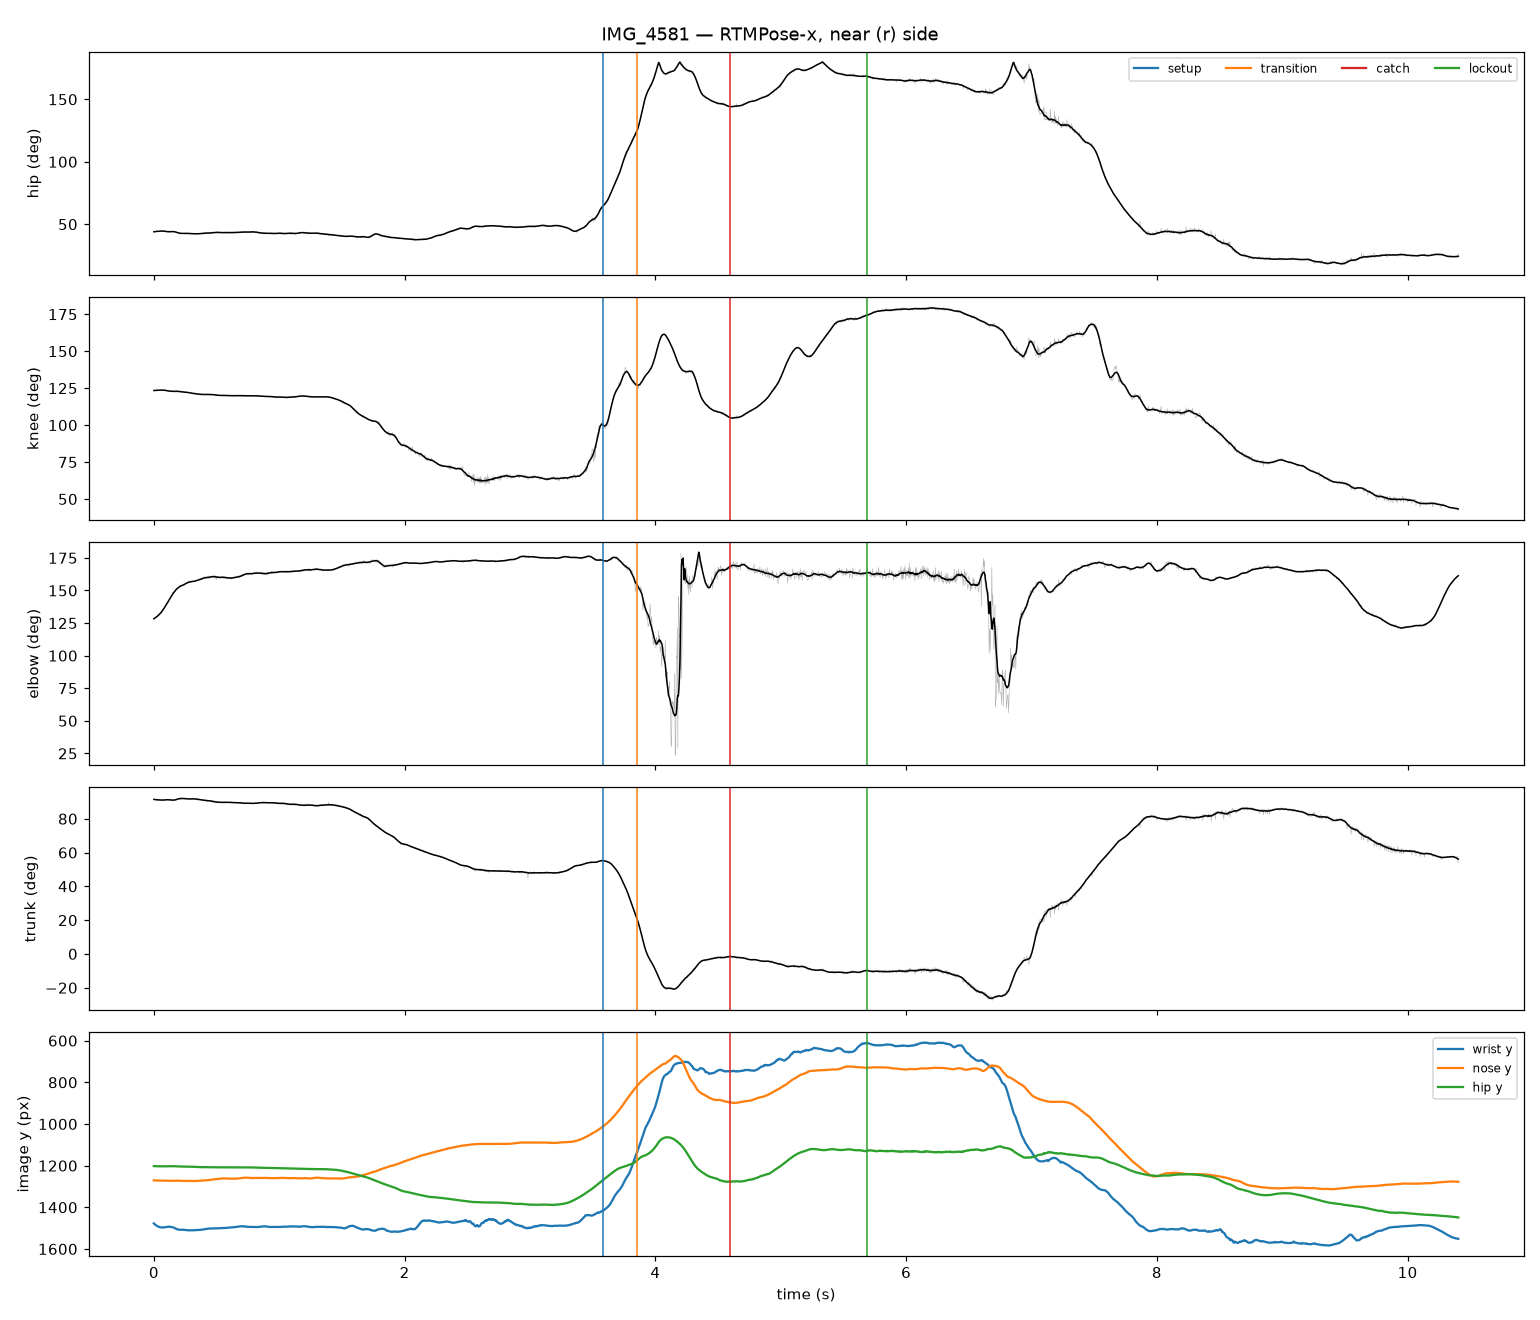 IMG_4581 — RTMPose-x, near (r) side
setup transition catch lockout
hip (deg)
150
100
50
knee (deg)
175
150
125
100
75
50
elbow (deg)
175
150
125
100
75
50
25
trunk (deg)
80
60
40
20
0
−20
image y (px)
600
800
1000
1200
1400
1600
wrist y
nose y
hip y
0 2 4 6 8 10
time (s)